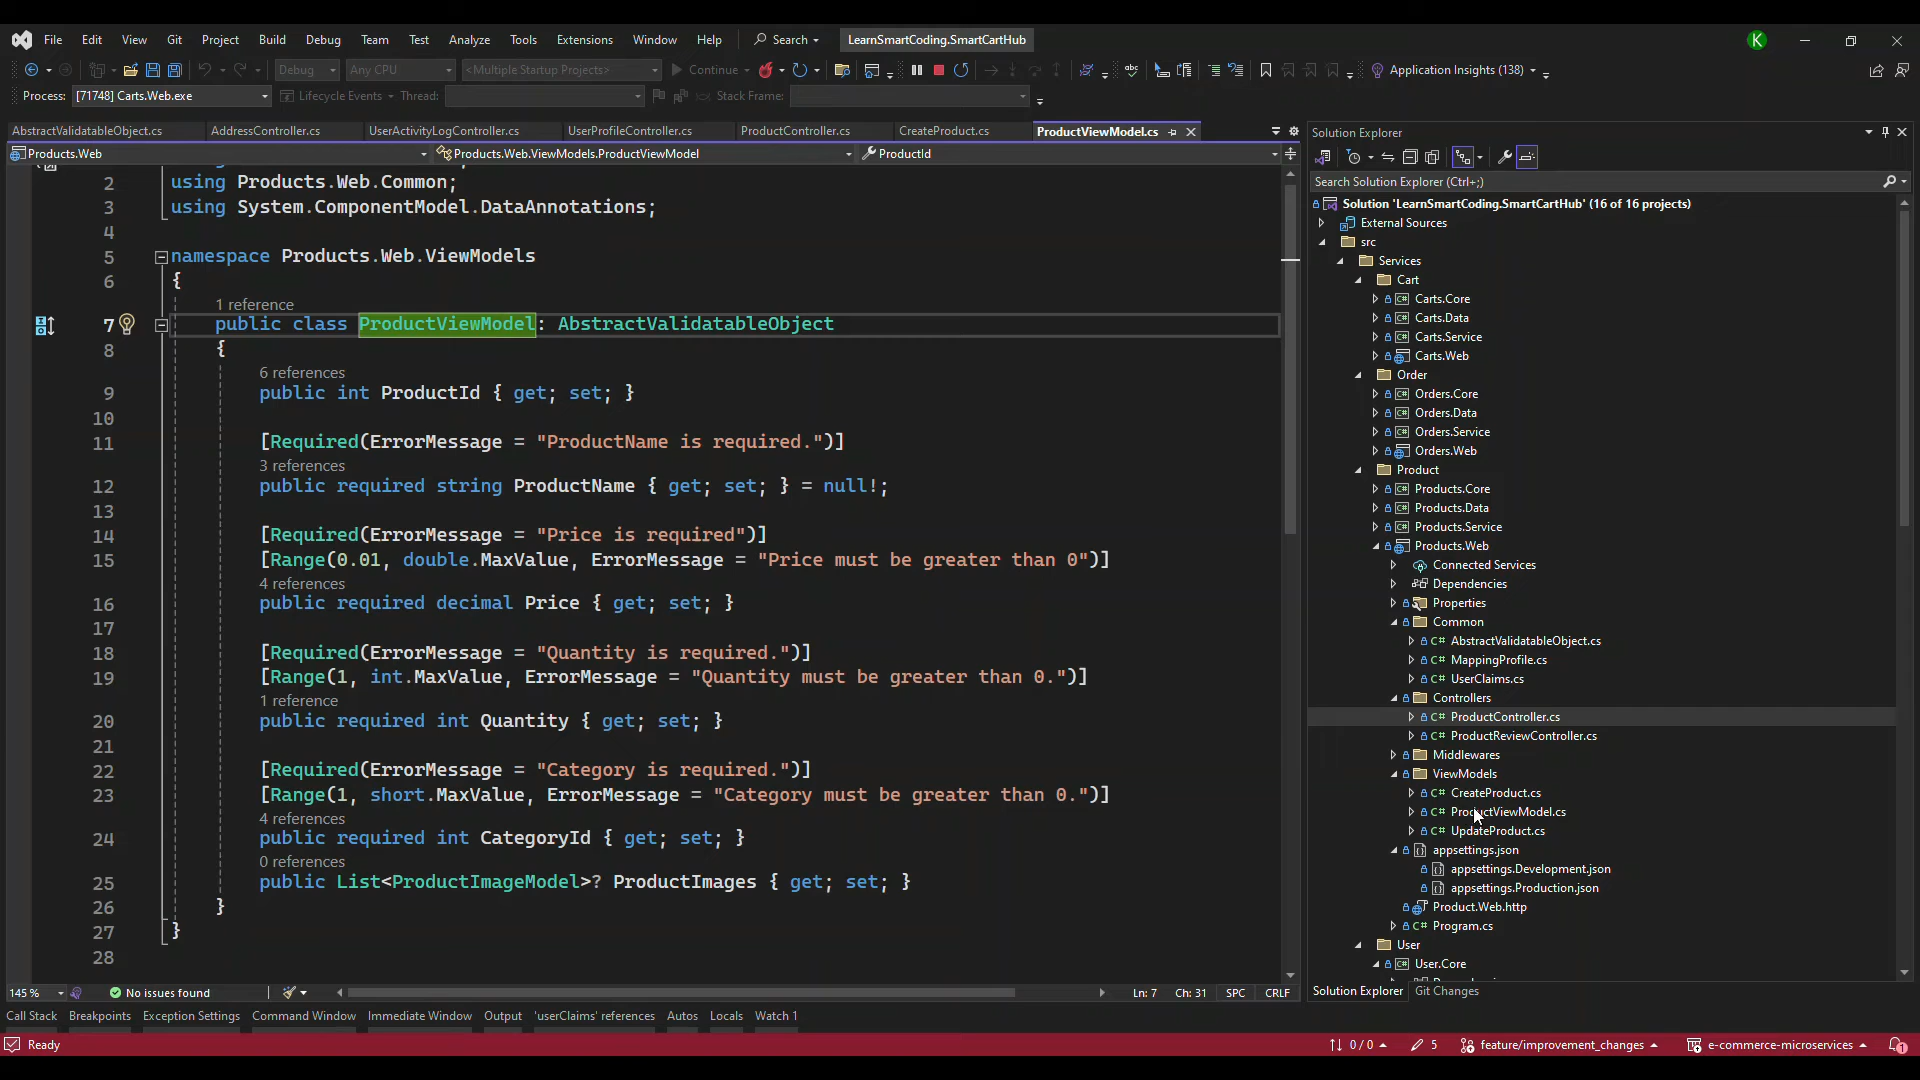 File Edit View Git Project Build Debug Team Test Analyze Tools Extensions Window Help Search LearnSmartCoding.SmartCartHub K
Debug Any CPU <Multiple Startup Projects> Continue Application Insights (138)
Process: [71748] Carts.Web.exe Lifecycle Events Thread: Stack Frame:
AbstractValidatableObject.cs AddressController.cs UserActivityLogController.cs UserProfileController.cs ProductController.cs CreateProduct.cs ProductViewModel.cs
Products.Web Products.Web.ViewModels.ProductViewModel ProductId
2 using Products.Web.Common;
3 using System.ComponentModel.DataAnnotations;
4
5 namespace Products.Web.ViewModels
6 {
1 reference
7 public class ProductViewModel: AbstractValidatableObject
8 {
6 references
9 public int ProductId { get; set; }
10
11 [Required(ErrorMessage = "ProductName is required.")]
3 references
12 public required string ProductName { get; set; } = null!;
13
14 [Required(ErrorMessage = "Price is required")]
15 [Range(0.01, double.MaxValue, ErrorMessage = "Price must be greater than 0")]
4 references
16 public required decimal Price { get; set; }
17
18 [Required(ErrorMessage = "Quantity is required.")]
19 [Range(1, int.MaxValue, ErrorMessage = "Quantity must be greater than 0.")]
1 reference
20 public required int Quantity { get; set; }
21
22 [Required(ErrorMessage = "Category is required.")]
23 [Range(1, short.MaxValue, ErrorMessage = "Category must be greater than 0.")]
4 references
24 public required int CategoryId { get; set; }
0 references
25 public List<ProductImageModel>? ProductImages { get; set; }
26 }
27 }
28
145 % No issues found Ln: 7 Ch: 31 SPC CRLF
Solution Explorer
Search Solution Explorer (Ctrl+;)
Solution 'LearnSmartCoding.SmartCartHub' (16 of 16 projects)
External Sources
src
Services
Cart
Carts.Core
Carts.Data
Carts.Service
Carts.Web
Order
Orders.Core
Orders.Data
Orders.Service
Orders.Web
Product
Products.Core
Products.Data
Products.Service
Products.Web
Connected Services
Dependencies
Properties
Common
C# AbstractValidatableObject.cs
C# MappingProfile.cs
C# UserClaims.cs
Controllers
C# ProductController.cs
C# ProductReviewController.cs
Middlewares
ViewModels
C# CreateProduct.cs
C# ProductViewModel.cs
C# UpdateProduct.cs
appsettings.json
appsettings.Development.json
appsettings.Production.json
Product.Web.http
C# Program.cs
User
User.Core
Solution Explorer Git Changes
Call Stack Breakpoints Exception Settings Command Window Immediate Window Output 'userClaims' references Autos Locals Watch 1
Ready 0 / 0 5 feature/improvement_changes e-commerce-microservices 1